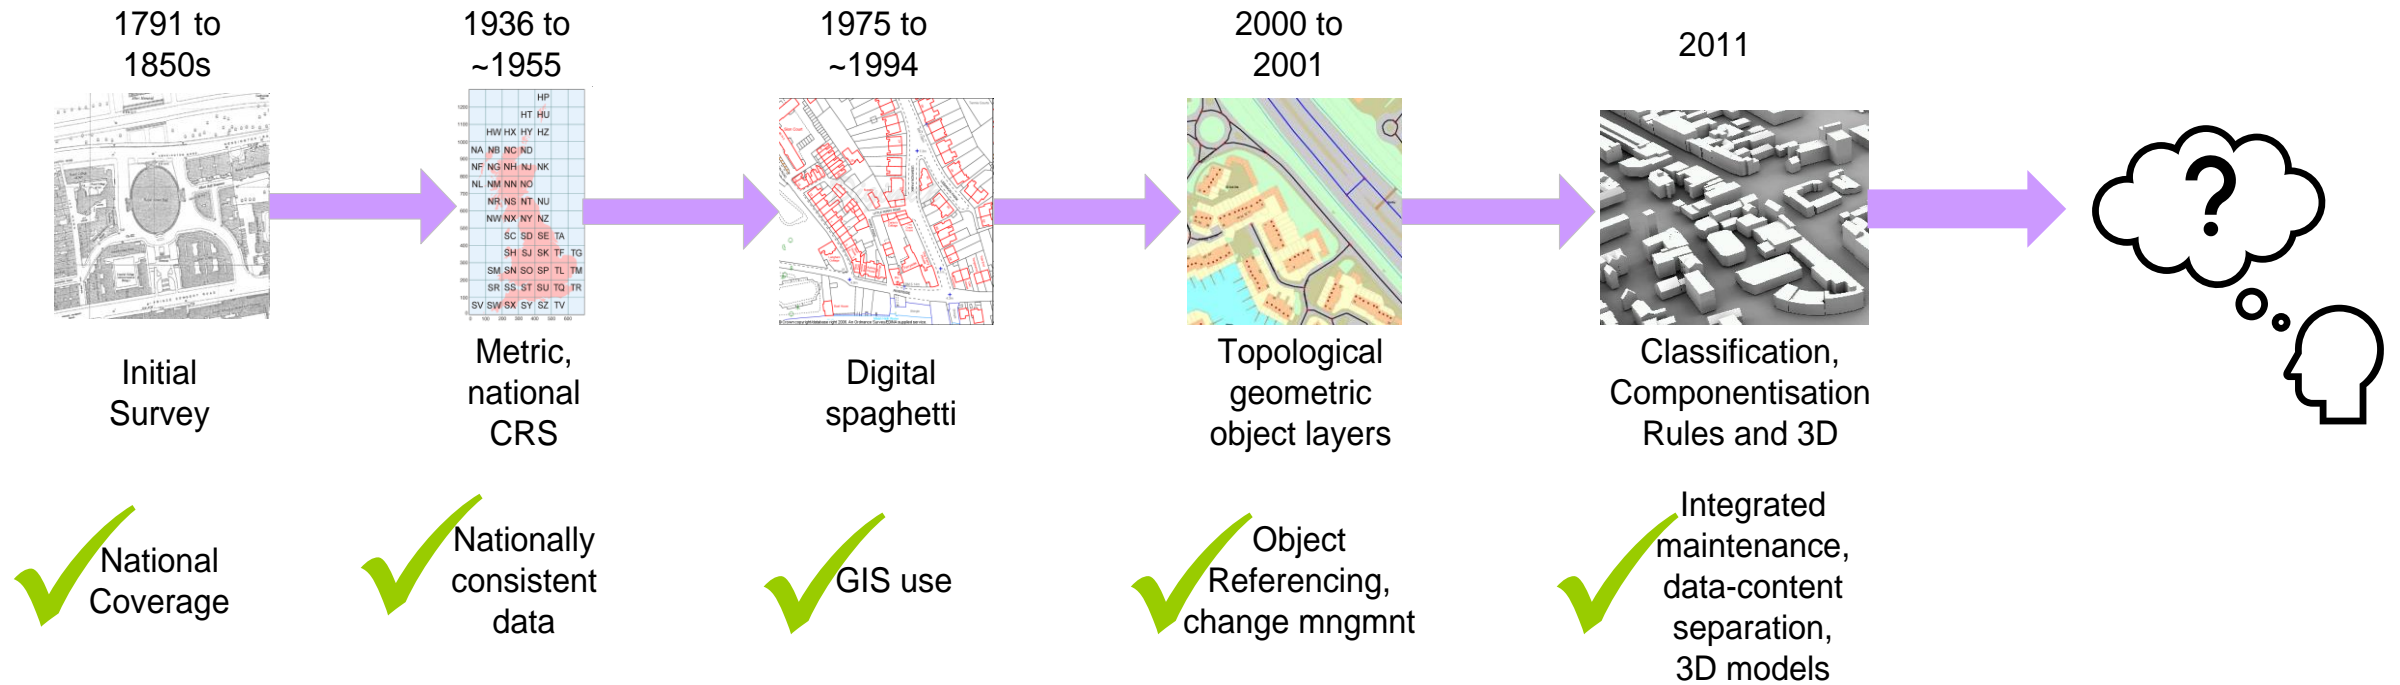 1791 to
1850s
1936 to
~1955
1975 to
~1994
2000 to
2001
2011
HP
HT HU
HW HX HY HZ
NA NB NC ND
NF NG NH NJ NK
NL NM NN NO
NR NS NT NU
NW NX NY NZ
SC SD SE TA
SH SJ SK TF TG
SM SN SO SP TL TM
SR SS ST SU TQ TR
SV SW SX SY SZ TV
?
Initial
Survey
Metric,
national
CRS
Digital
spaghetti
Topological
geometric
object layers
Classification,
Componentisation
Rules and 3D
National
Coverage
Nationally
consistent
data
GIS use
Object
Referencing,
change mngmnt
Integrated
maintenance,
data-content
separation,
3D models